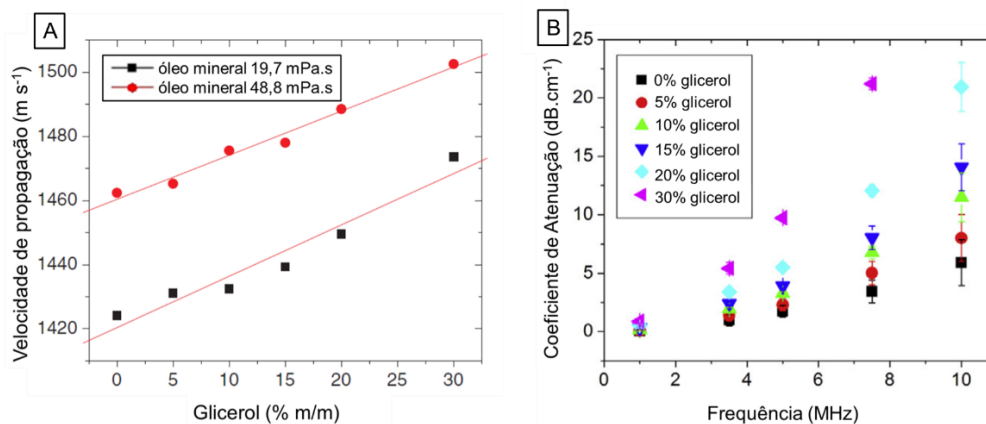 A
Velocidade de propagação (m s-1)
1500
1480
1460
1440
1420
óleo mineral 19,7 mPa.s
óleo mineral 48,8 mPa.s
0 5 10 15 20 25 30
Glicerol (% m/m)
B
Coeficiente de Atenuação (dB.cm-1)
25
20
15
10
5
0
0% glicerol
5% glicerol
10% glicerol
15% glicerol
20% glicerol
30% glicerol
0 2 4 6 8 10
Frequência (MHz)